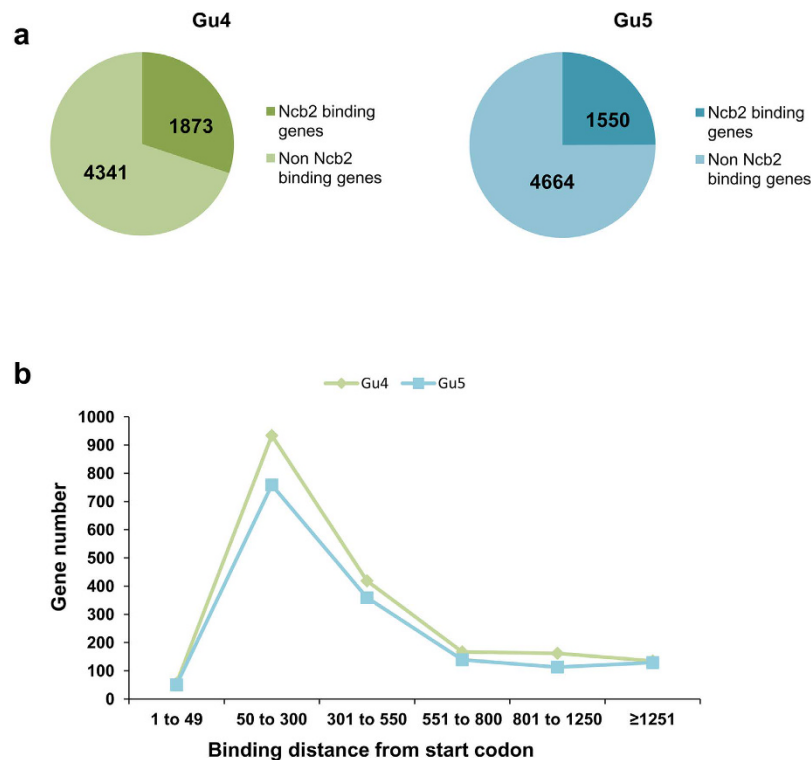 a
Gu4
1873
4341
Ncb2 binding
genes
Non Ncb2
binding genes
Gu5
1550
4664
Ncb2 binding
genes
Non Ncb2
binding genes
b
Gu4
Gu5
1000
900
800
700
600
500
400
300
200
100
0
Gene number
1 to 49
50 to 300
301 to 550
551 to 800
801 to 1250
≥1251
Binding distance from start codon